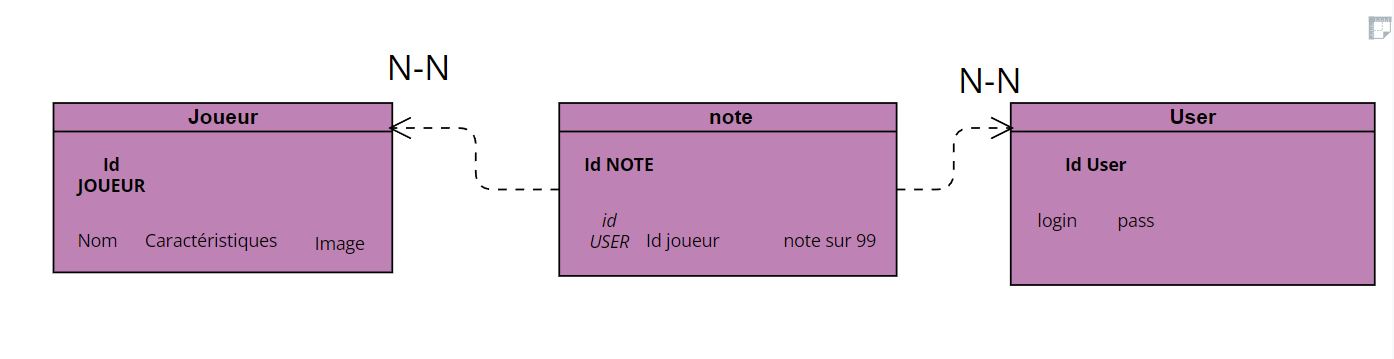 N-N
N-N
Joueur
note
User
Id
JOUEUR
Id NOTE
Id User
Nom
Caractéristiques
Image
id
USER
Id joueur
note sur 99
login
pass